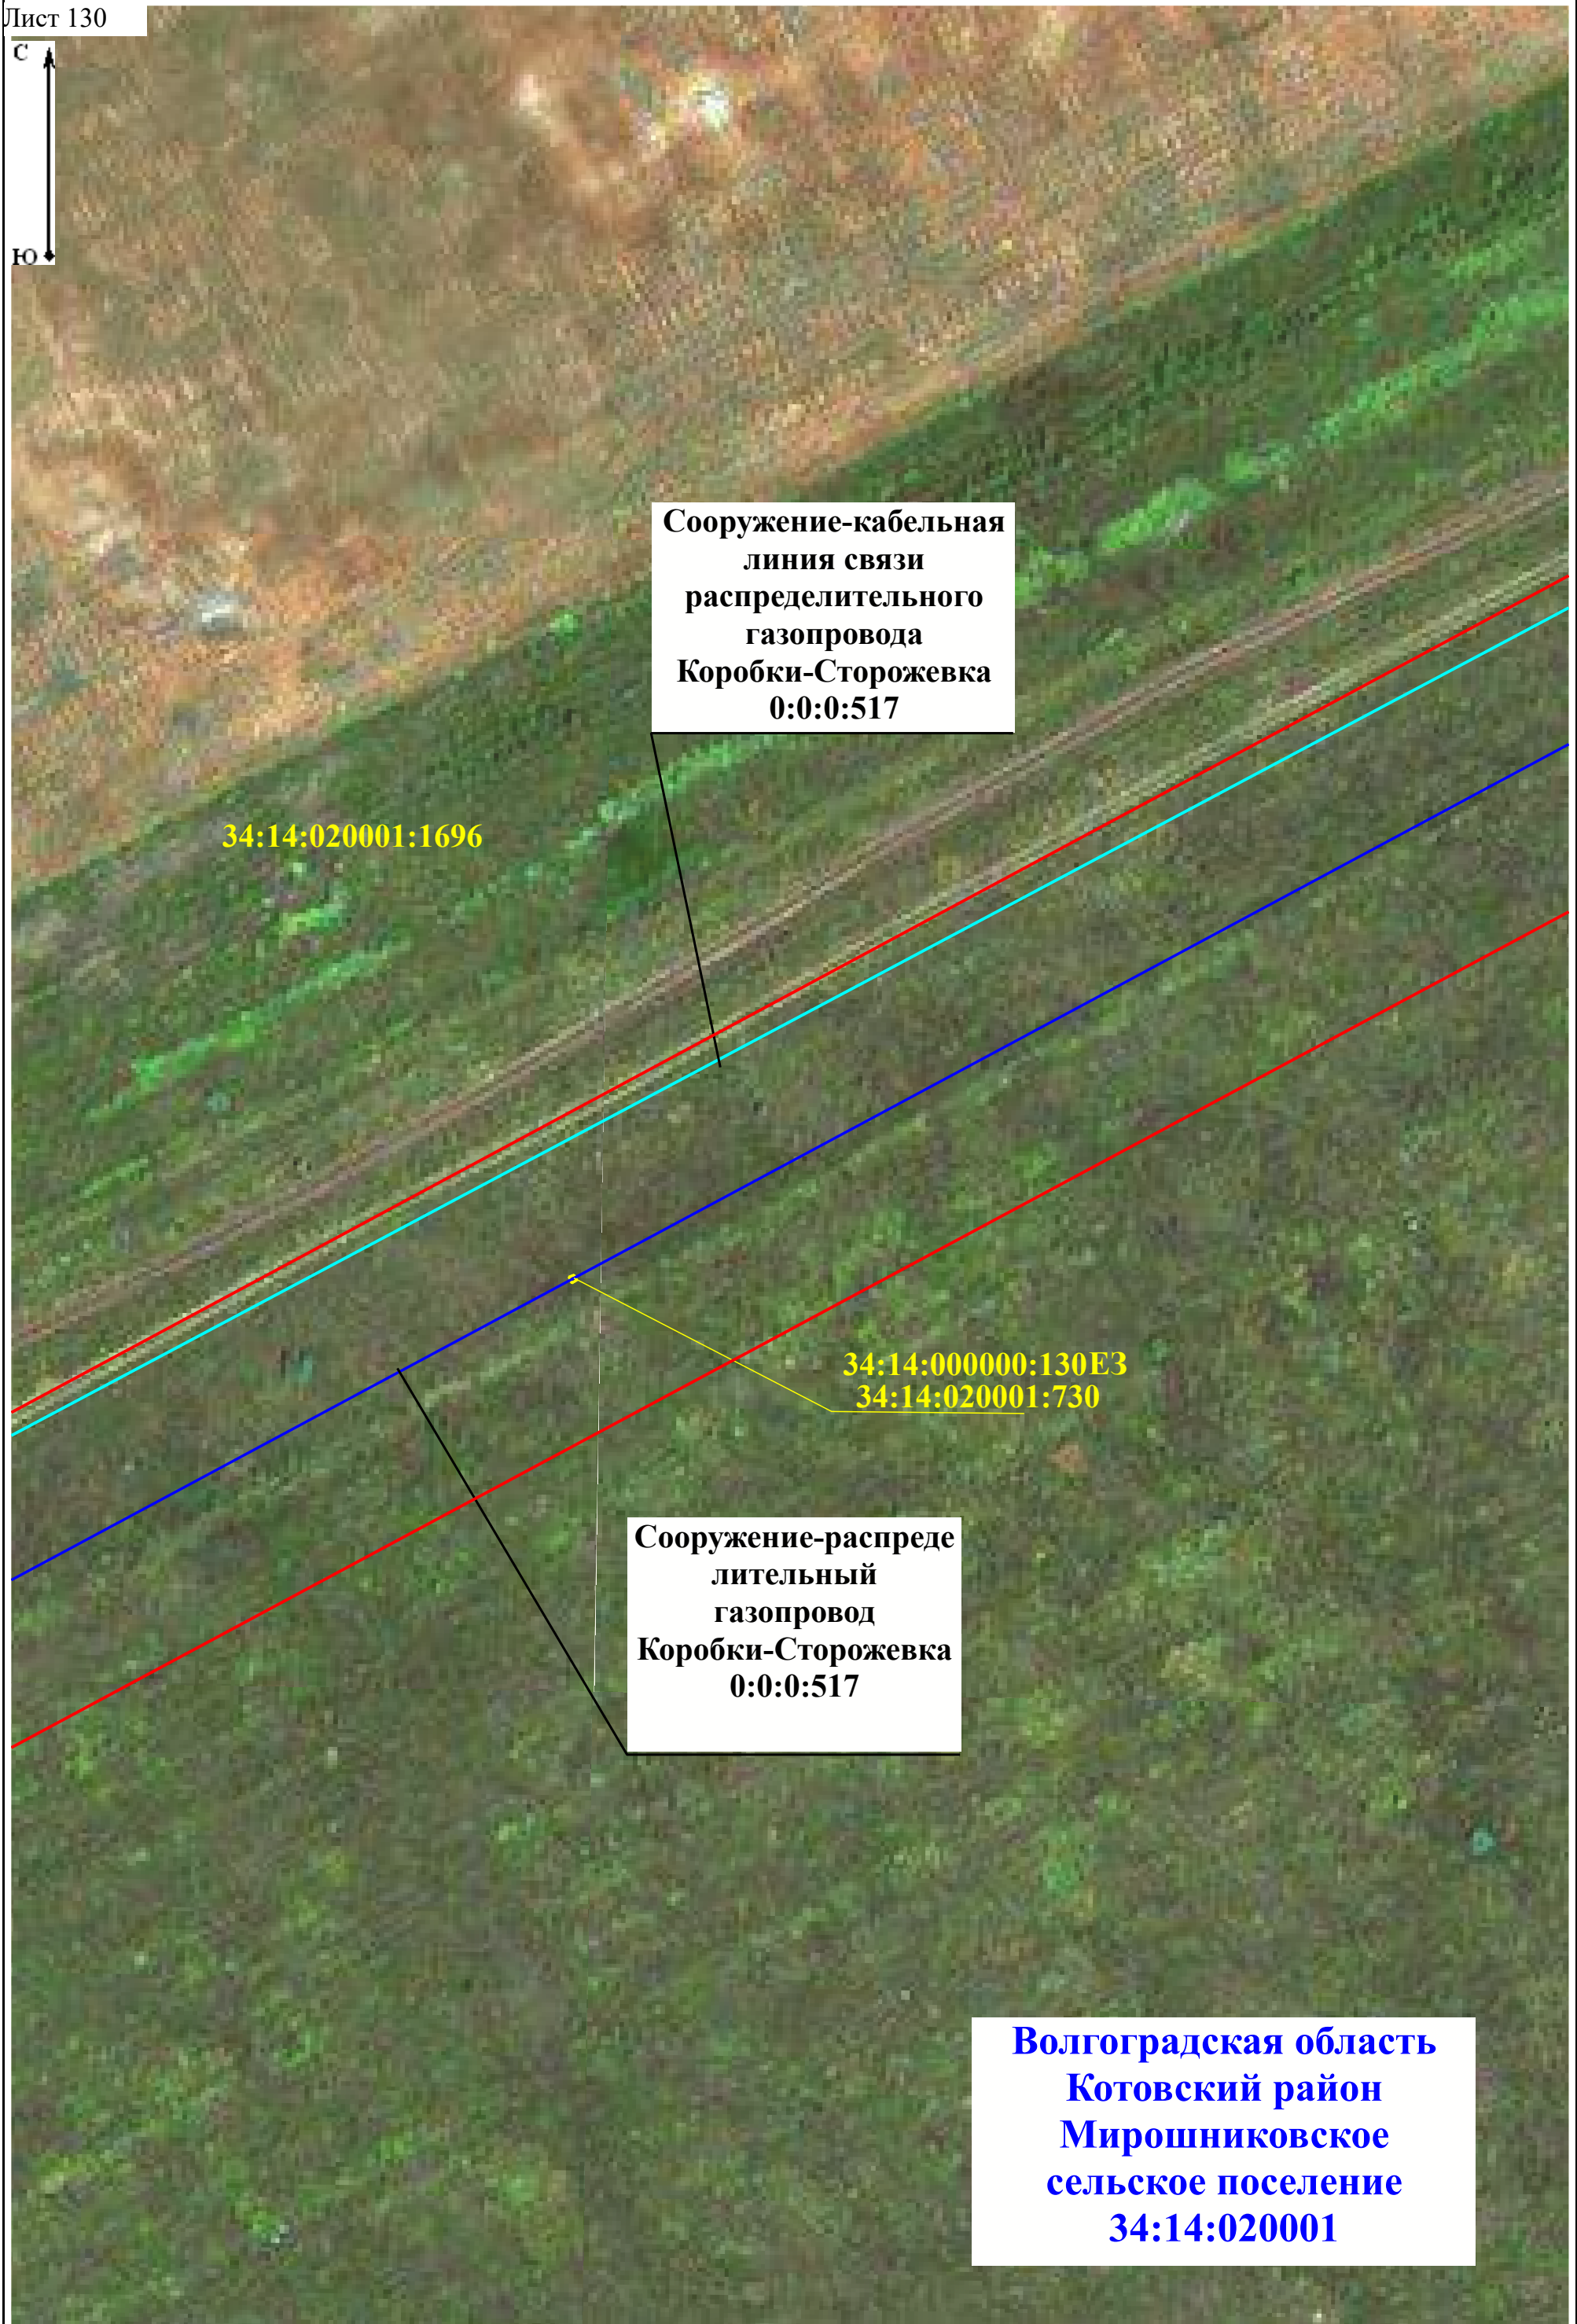 Лист 130
С
Ю
Сооружение-кабельная
линия связи
распределительного
газопровода
Коробки-Сторожевка
0:0:0:517
34:14:020001:1696
34:14:000000:130ЕЗ
34:14:020001:730
Сооружение-распреде
лительный
газопровод
Коробки-Сторожевка
0:0:0:517
Волгоградская область
Котовский район
Мирошниковское
сельское поселение
34:14:020001